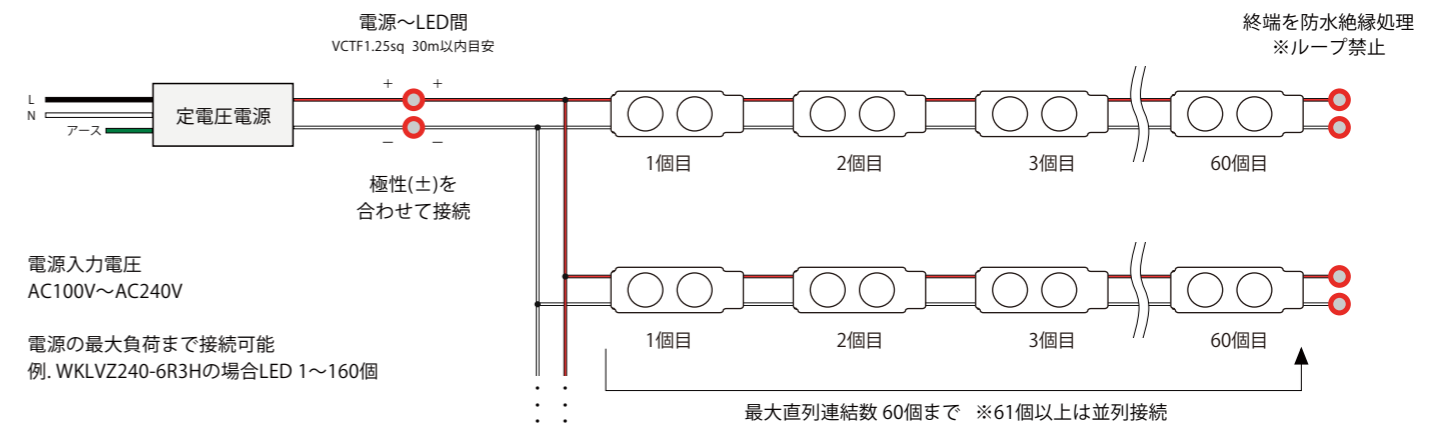 電源～LED間
VCTF1.25sq 30m以内目安
終端を防水絶縁処理
※ループ禁止
L
N
アース
定電圧電源
＋ ＋
－ －
極性(±)を
合わせて接続
1個目 2個目 3個目 60個目
電源入力電圧
AC100V～AC240V
電源の最大負荷まで接続可能
例. WKLVZ240-6R3Hの場合LED 1～160個
1個目 2個目 3個目 60個目
最大直列連結数 60個まで ※61個以上は並列接続